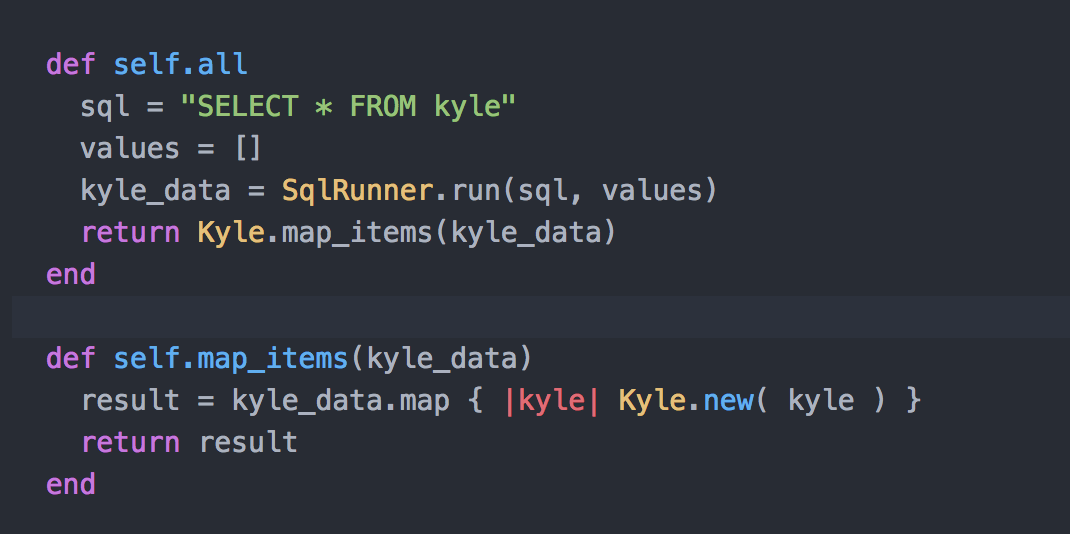 def self.all
  sql = "SELECT * FROM kyle"
  values = []
  kyle_data = SqlRunner.run(sql, values)
  return Kyle.map_items(kyle_data)
end

def self.map_items(kyle_data)
  result = kyle_data.map { |kyle| Kyle.new( kyle ) }
  return result
end